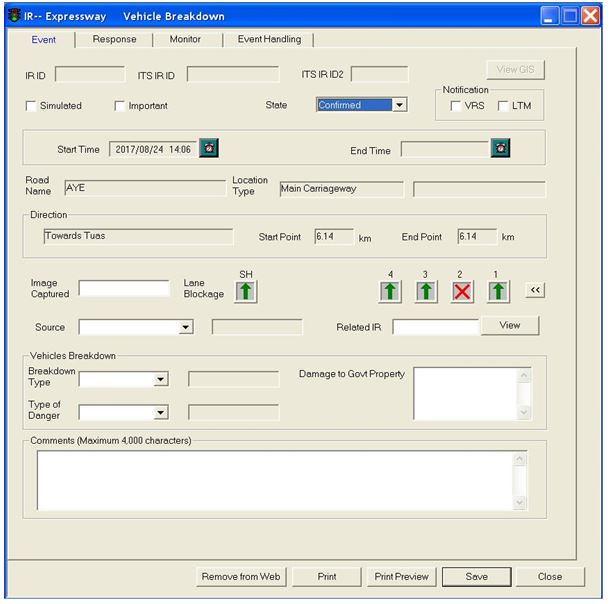 IR-- Expressway Vehicle Breakdown
Event Response Monitor Event Handling
IR ID ITS IR ID ITS IR ID2 View GIS
Notification
Simulated Important State Confirmed VRS LTM
Start Time 2017/08/24 14:06 End Time
Road Name AYE Location Type Main Carriageway
Direction
Towards Tuas Start Point 6.14 km End Point 6.14 km
SH 4 3 2 1
Image Captured Lane Blockage <<
Source Related IR View
Vehicles Breakdown
Breakdown Type Damage to Govt Property
Type of Danger
Comments (Maximum 4,000 characters)
Remove from Web Print Print Preview Save Close